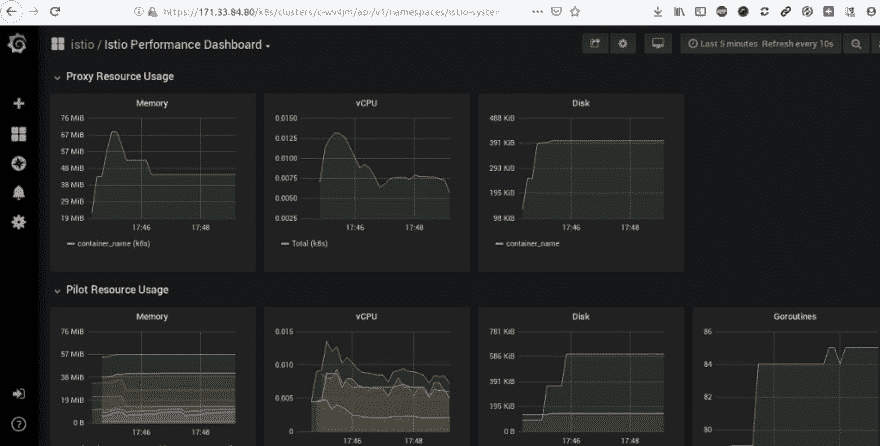 https://171.33.84.80/k8s/clusters/c-wv4jm/api/v1/namespaces/istio-system
istio / Istio Performance Dashboard
Last 5 minutes Refresh every 10s
Proxy Resource Usage
Memory
76 MiB
67 MiB
57 MiB
48 MiB
38 MiB
29 MiB
19 MiB
17:46 17:48
container_name (k8s)
vCPU
0.0150
0.0125
0.0100
0.0075
0.0050
0.0025
17:46 17:48
Total (k8s)
Disk
488 KiB
391 KiB
293 KiB
195 KiB
98 KiB
17:46 17:48
container_name
Pilot Resource Usage
Memory
76 MiB
57 MiB
38 MiB
19 MiB
0 B
17:46 17:48
vCPU
0.015
0.010
0.005
0
17:46 17:48
Disk
781 KiB
586 KiB
391 KiB
195 KiB
0 B
17:46 17:48
Goroutines
86
84
82
80
17:46